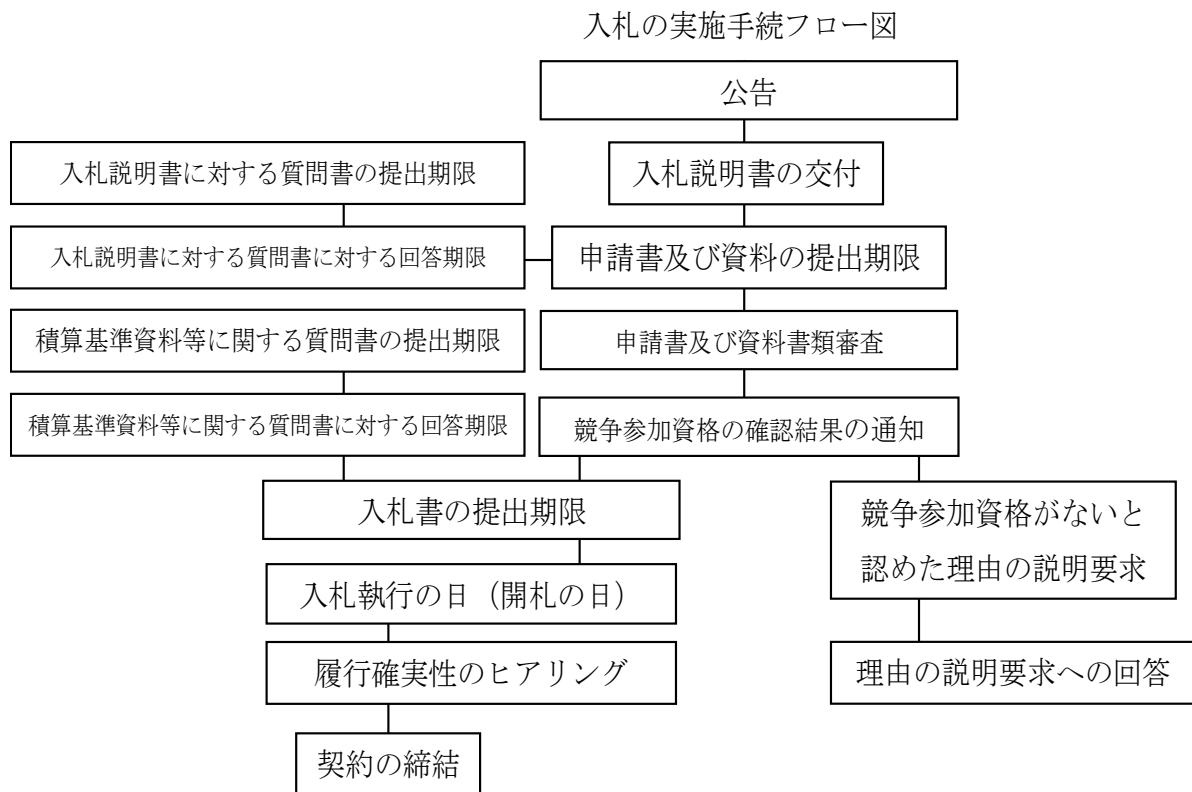 入札の実施手続フロー図
公告
入札説明書に対する質問書の提出期限
入札説明書の交付
入札説明書に対する質問書に対する回答期限
申請書及び資料の提出期限
積算基準資料等に関する質問書の提出期限
申請書及び資料書類審査
積算基準資料等に関する質問書に対する回答期限
競争参加資格の確認結果の通知
入札書の提出期限
競争参加資格がないと
認めた理由の説明要求
入札執行の日（開札の日）
履行確実性のヒアリング
理由の説明要求への回答
契約の締結